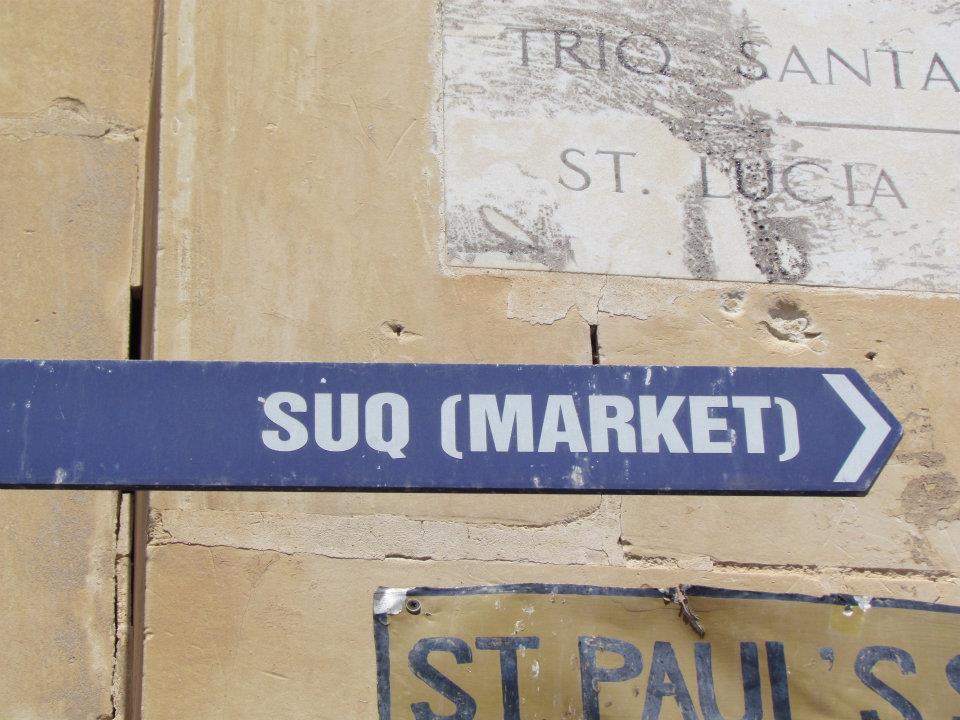 TRIQ SANTA
ST. LUCIA
SUQ (MARKET)
ST PAUL'S